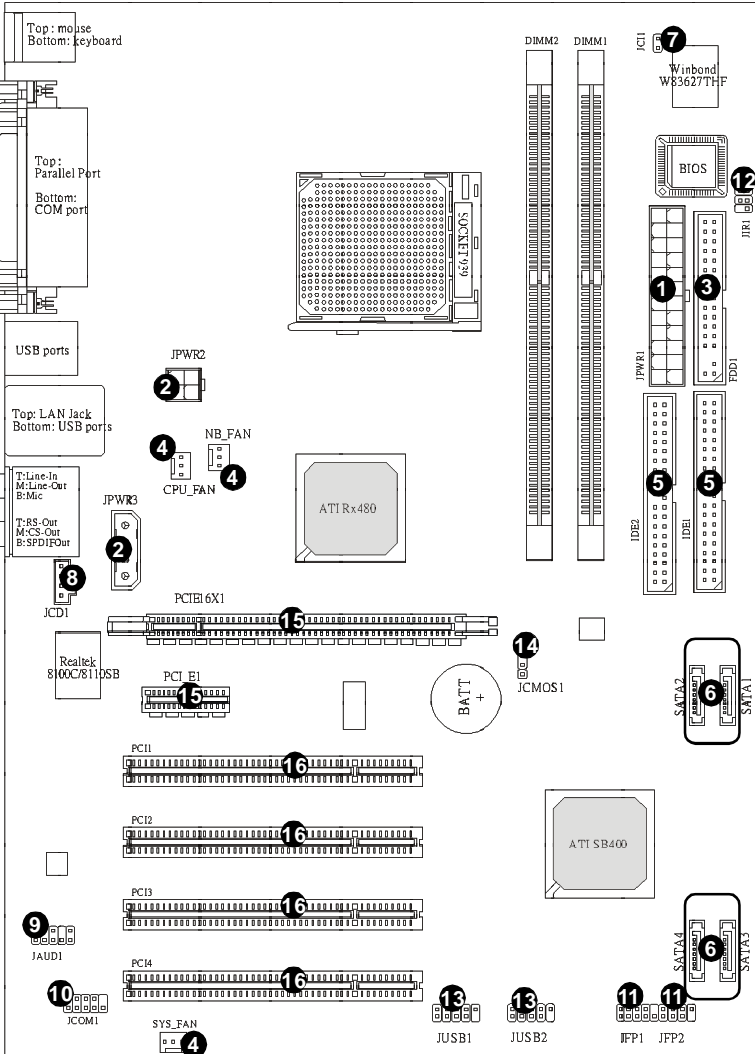 Top : mouse
Bottom: keyboard
DIMM2
DIMM1
JCI1
7
Winbond
W83627THF
Top :
Parallel Port
Bottom:
COM port
BIOS
12
JIR1
SOCKET 939
1
3
JPWR1
FDD1
USB ports
JPWR2
2
Top: LAN Jack
Bottom: USB ports
4
NB_FAN
4
CPU_FAN
T:Line-In
M:Line-Out
B:Mic
T:RS-Out
M:CS-Out
B:SPDIFOut
JPWR3
2
ATI Rx480
5
5
IDE2
IDE1
8
JCD1
PCIE16X1
15
14
JCMOS1
Realtek
8100C/8110SB
PCI_E1
15
BATT
+
SATA2
6
SATA1
PCI1
16
PCI2
16
ATI SB400
PCI3
16
9
JAUD1
SATA4
6
SATA3
PCI4
16
10
JCOM1
13
JUSB1
13
JUSB2
11
JFP1
11
JFP2
SYS_FAN
4